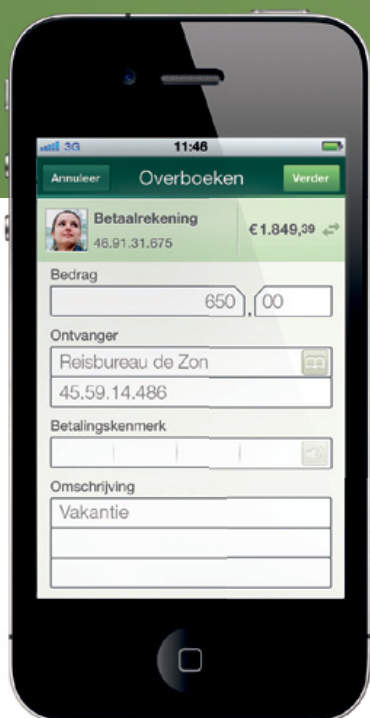 3G 11:46
Annuleer Overboeken Verder
Betaalrekening
46.91.31.675
€1.849,39
Bedrag
650,00
Ontvanger
Reisbureau de Zon
45.59.14.486
Betalingskenmerk
Omschrijving
Vakantie